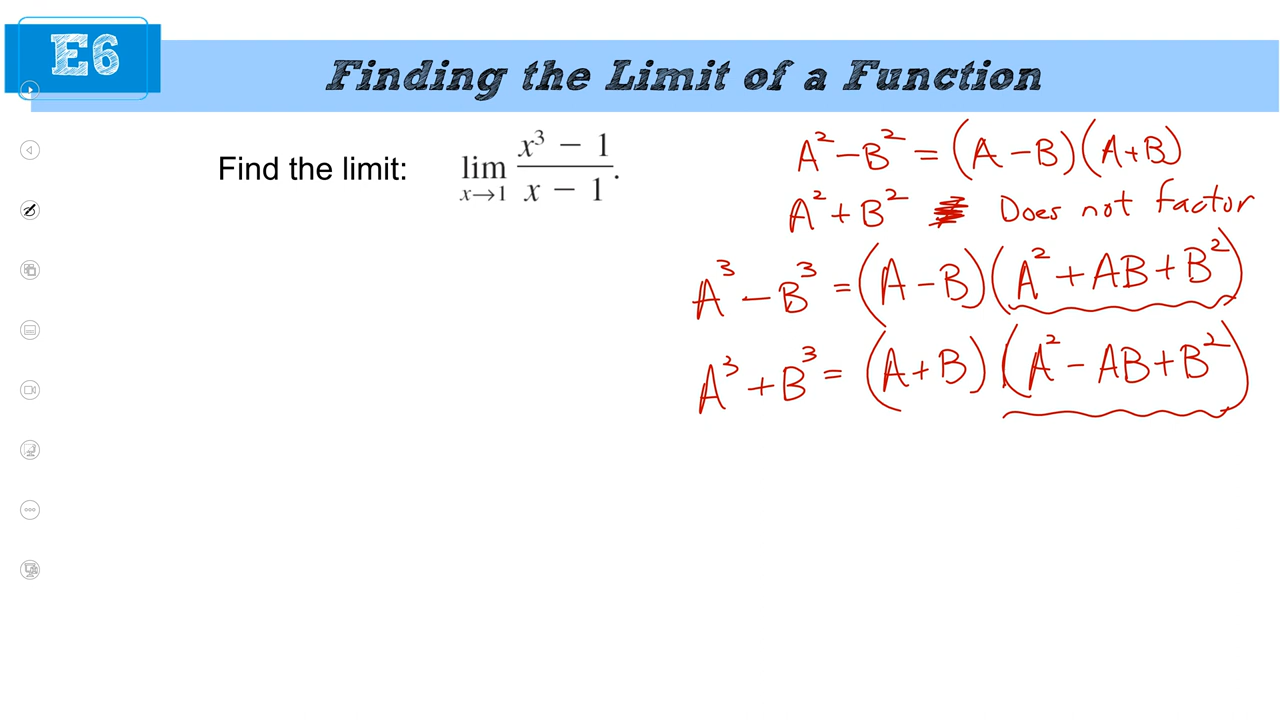 E6
Finding the Limit of a Function
Find the limit: lim x→1 x³ − 1 / x − 1.
A² − B² = (A − B)(A + B)
A² + B² Does not factor
A³ − B³ = (A − B)(A² + AB + B²)
A³ + B³ = (A + B)(A² − AB + B²)